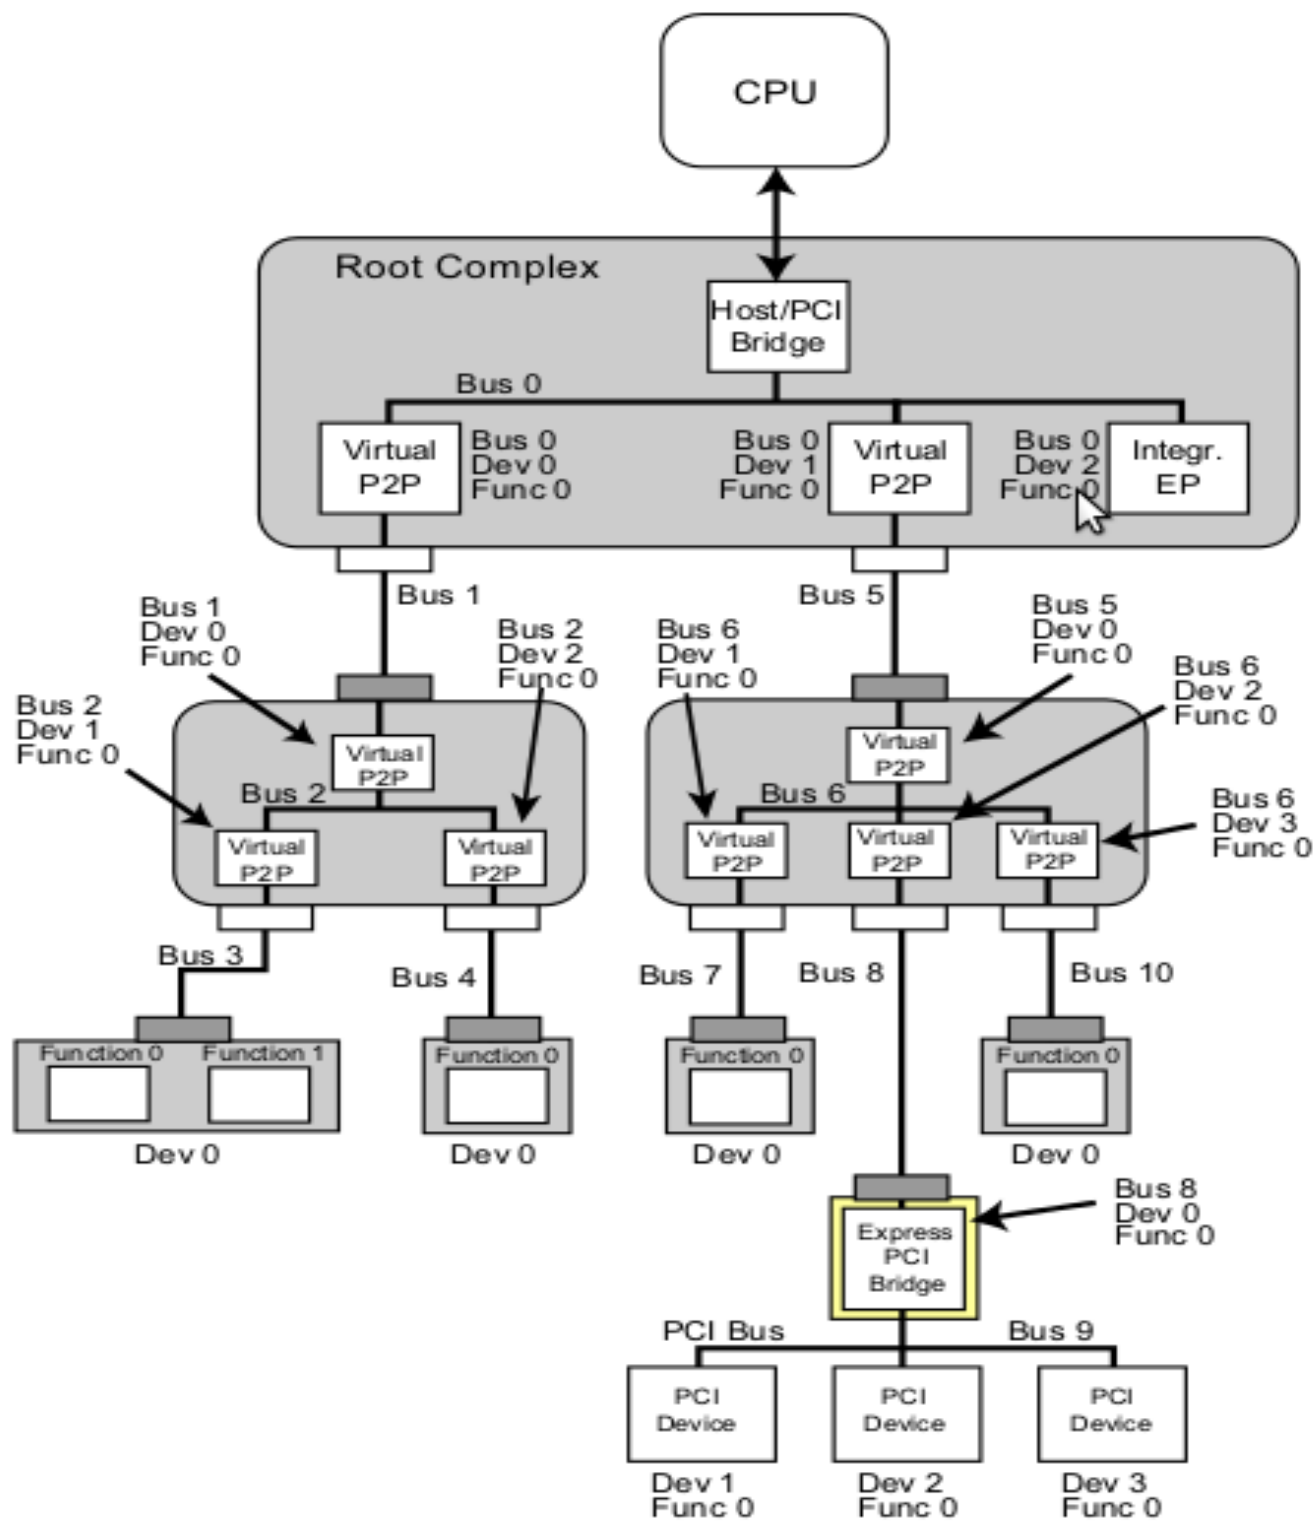 CPU
Root Complex
Host/PCI
Bridge
Bus 0
Virtual
P2P
Bus 0
Dev 0
Func 0
Bus 0
Dev 1
Func 0
Virtual
P2P
Bus 0
Dev 2
Func 0
Integr.
EP
Bus 1
Bus 5
Bus 1
Dev 0
Func 0
Bus 2
Dev 2
Func 0
Bus 6
Dev 1
Func 0
Bus 5
Dev 0
Func 0
Bus 6
Dev 2
Func 0
Bus 2
Dev 1
Func 0
Virtual
P2P
Bus 2
Virtual
P2P
Virtual
P2P
Virtual
P2P
Bus 6
Virtual
P2P
Virtual
P2P
Virtual
P2P
Bus 6
Dev 3
Func 0
Bus 3
Bus 4
Bus 7
Bus 8
Bus 10
Function 0
Function 1
Dev 0
Function 0
Dev 0
Function 0
Dev 0
Function 0
Dev 0
Express
PCI
Bridge
Bus 8
Dev 0
Func 0
PCI Bus
Bus 9
PCI
Device
Dev 1
Func 0
PCI
Device
Dev 2
Func 0
PCI
Device
Dev 3
Func 0